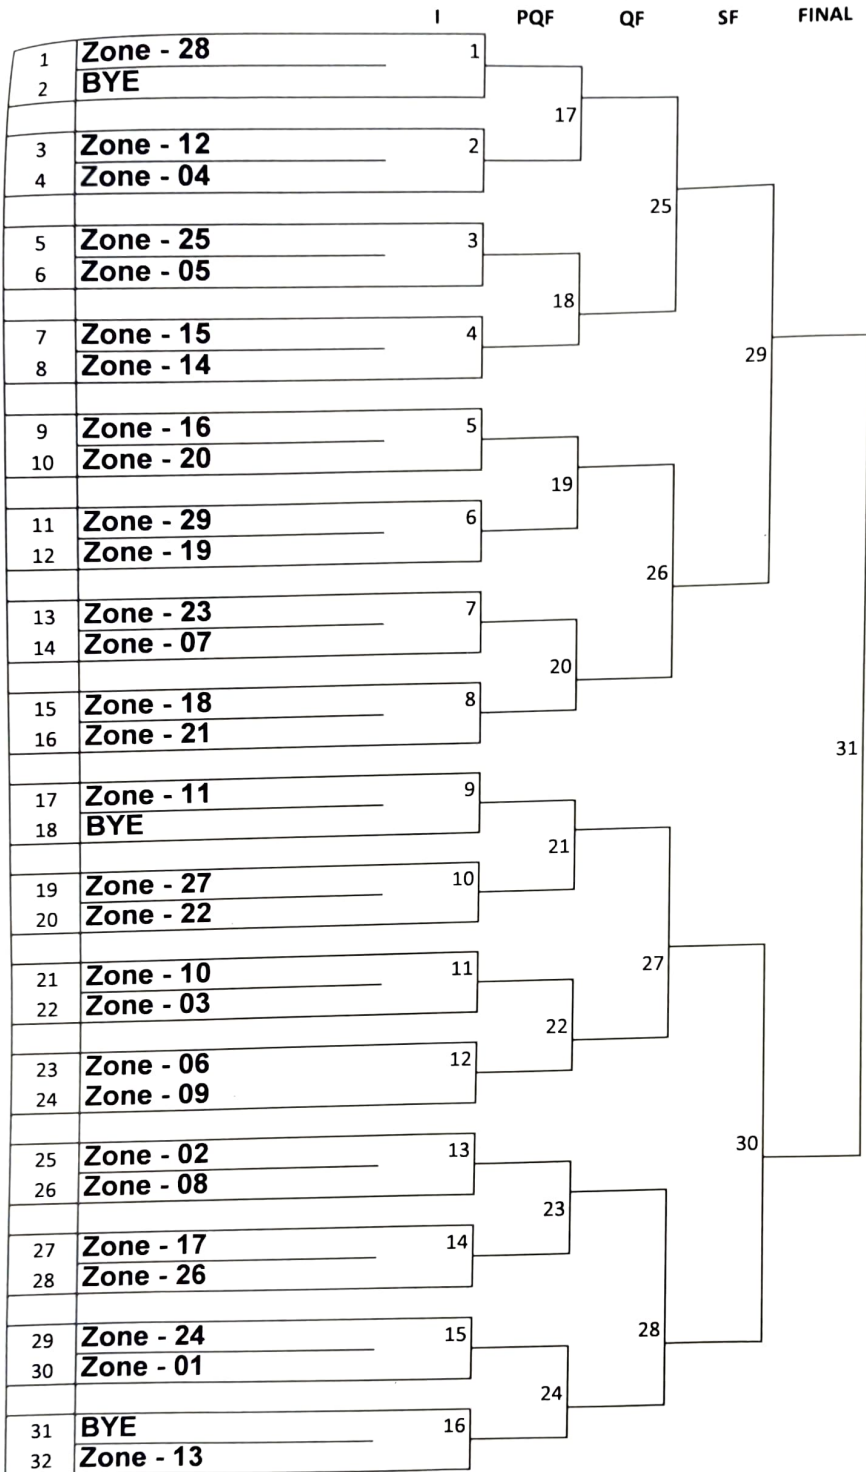 I PQF QF SF FINAL
1 Zone - 28 1
2 BYE
17
3 Zone - 12 2
4 Zone - 04
25
5 Zone - 25 3
6 Zone - 05
18
7 Zone - 15 4
8 Zone - 14
29
9 Zone - 16 5
10 Zone - 20
19
11 Zone - 29 6
12 Zone - 19
26
13 Zone - 23 7
14 Zone - 07
20
15 Zone - 18 8
16 Zone - 21
31
17 Zone - 11 9
18 BYE
21
19 Zone - 27 10
20 Zone - 22
27
21 Zone - 10 11
22 Zone - 03
22
23 Zone - 06 12
24 Zone - 09
30
25 Zone - 02 13
26 Zone - 08
23
27 Zone - 17 14
28 Zone - 26
28
29 Zone - 24 15
30 Zone - 01
24
31 BYE 16
32 Zone - 13